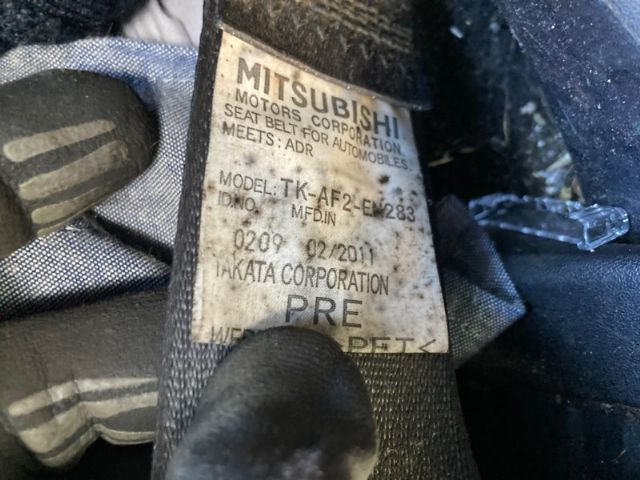 MITSUBISHI
MOTORS CORPORATION
SEAT BELT FOR AUTOMOBILES
MEETS: ADR
MODEL: TK-AF2-EN283
ID.NO. MFD.IN
0209 02/2011
TAKATA CORPORATION
PRE
PET<